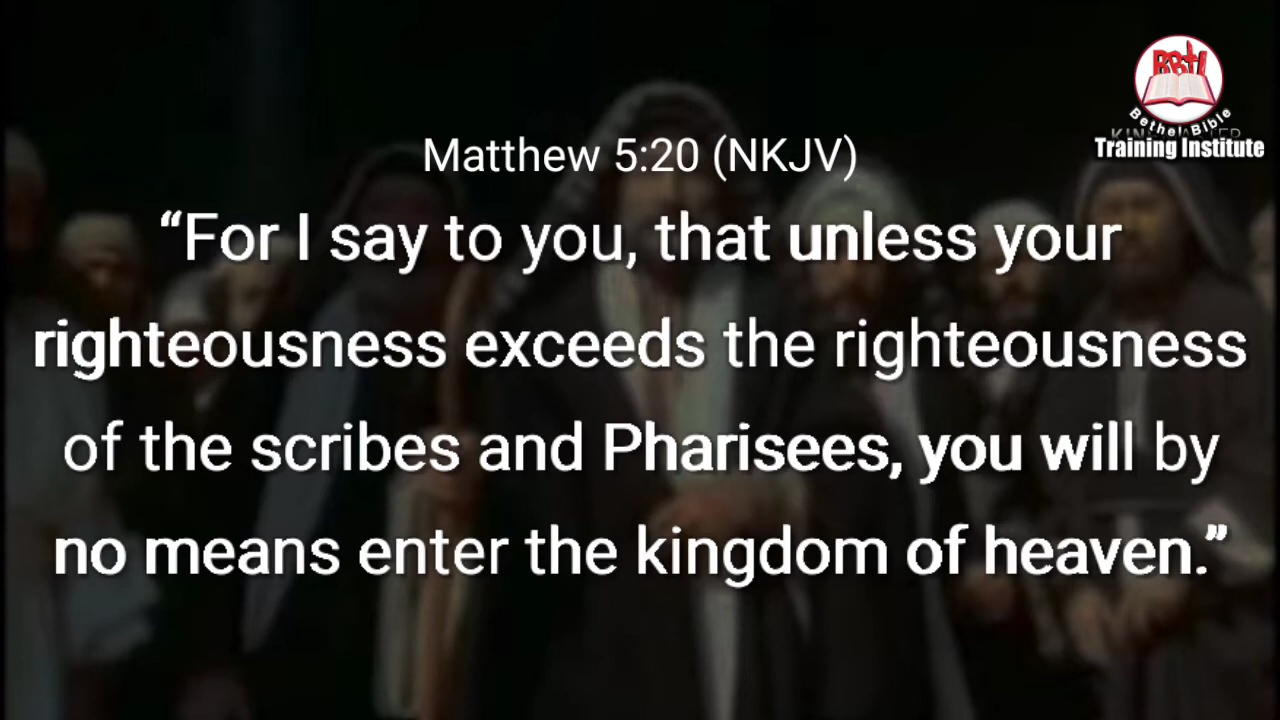 BBTI
Bethel Bible
Training Institute
Matthew 5:20 (NKJV)
“For I say to you, that unless your
righteousness exceeds the righteousness
of the scribes and Pharisees, you will by
no means enter the kingdom of heaven.”